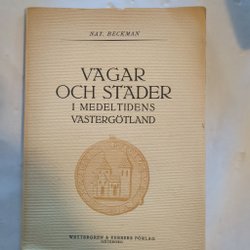 NAT. BECKMAN
VÄGAR
OCH STÄDER
I MEDELTIDENS
VÄSTERGÖTLAND
WETTERGREN & KERBERS FÖRLAG
GÖTEBORG